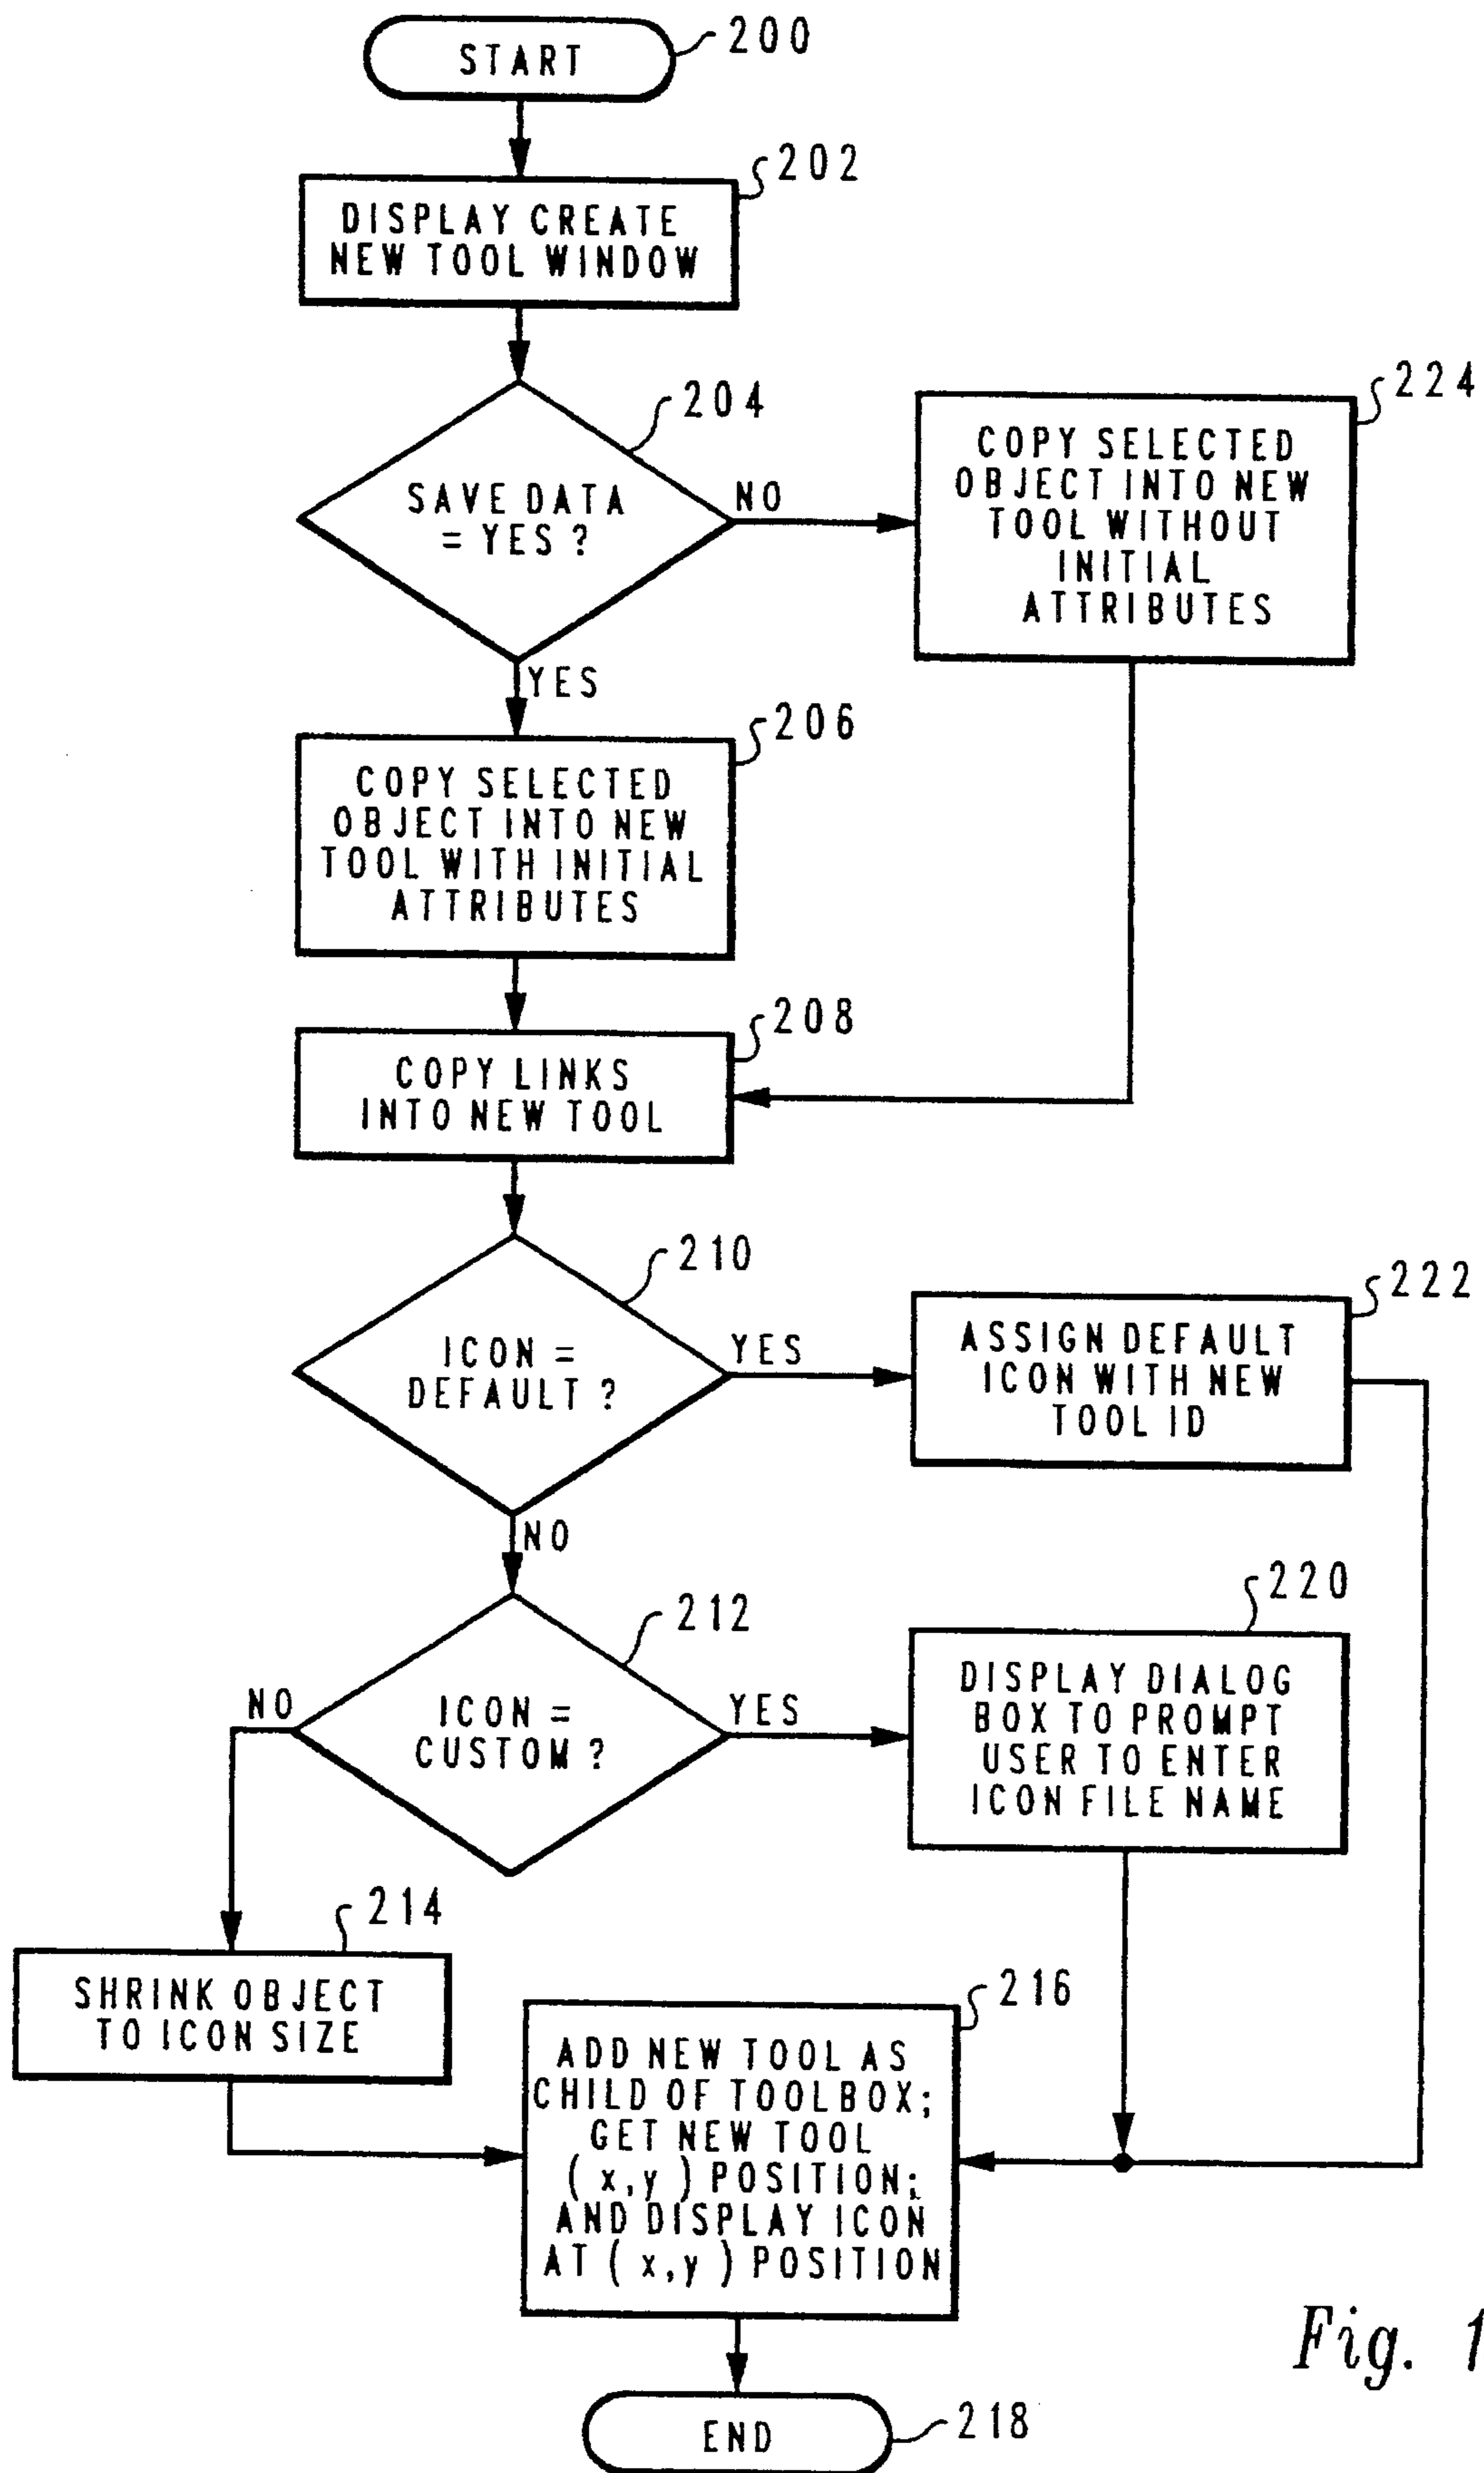 START
200
DISPLAY CREATE
NEW TOOL WINDOW
202
SAVE DATA
= YES ?
204
NO
COPY SELECTED
OBJECT INTO NEW
TOOL WITHOUT
INITIAL
ATTRIBUTES
224
YES
COPY SELECTED
OBJECT INTO NEW
TOOL WITH INITIAL
ATTRIBUTES
206
COPY LINKS
INTO NEW TOOL
208
ICON =
DEFAULT ?
210
YES
ASSIGN DEFAULT
ICON WITH NEW
TOOL ID
222
NO
ICON =
CUSTOM ?
212
YES
DISPLAY DIALOG
BOX TO PROMPT
USER TO ENTER
ICON FILE NAME
220
NO
SHRINK OBJECT
TO ICON SIZE
214
ADD NEW TOOL AS
CHILD OF TOOLBOX;
GET NEW TOOL
( x,y ) POSITION;
AND DISPLAY ICON
AT ( x,y ) POSITION
216
END
218
Fig. 1